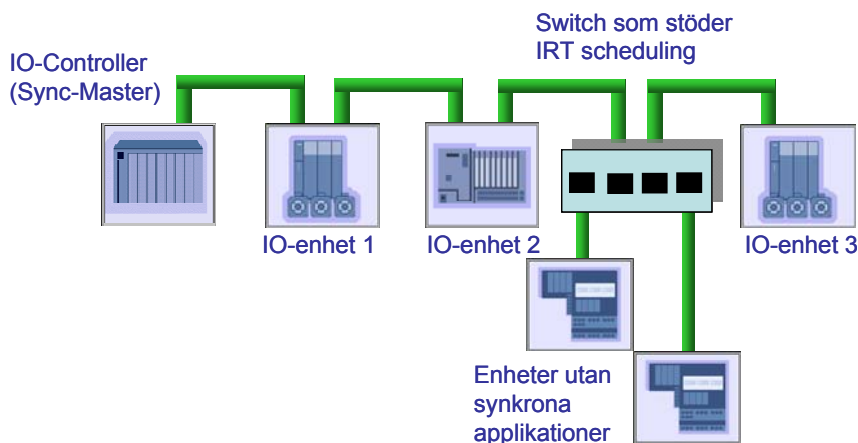 Switch som stöder
IRT scheduling
IO-Controller
(Sync-Master)
IO-enhet 1
IO-enhet 2
IO-enhet 3
Enheter utan
synkrona
applikationer